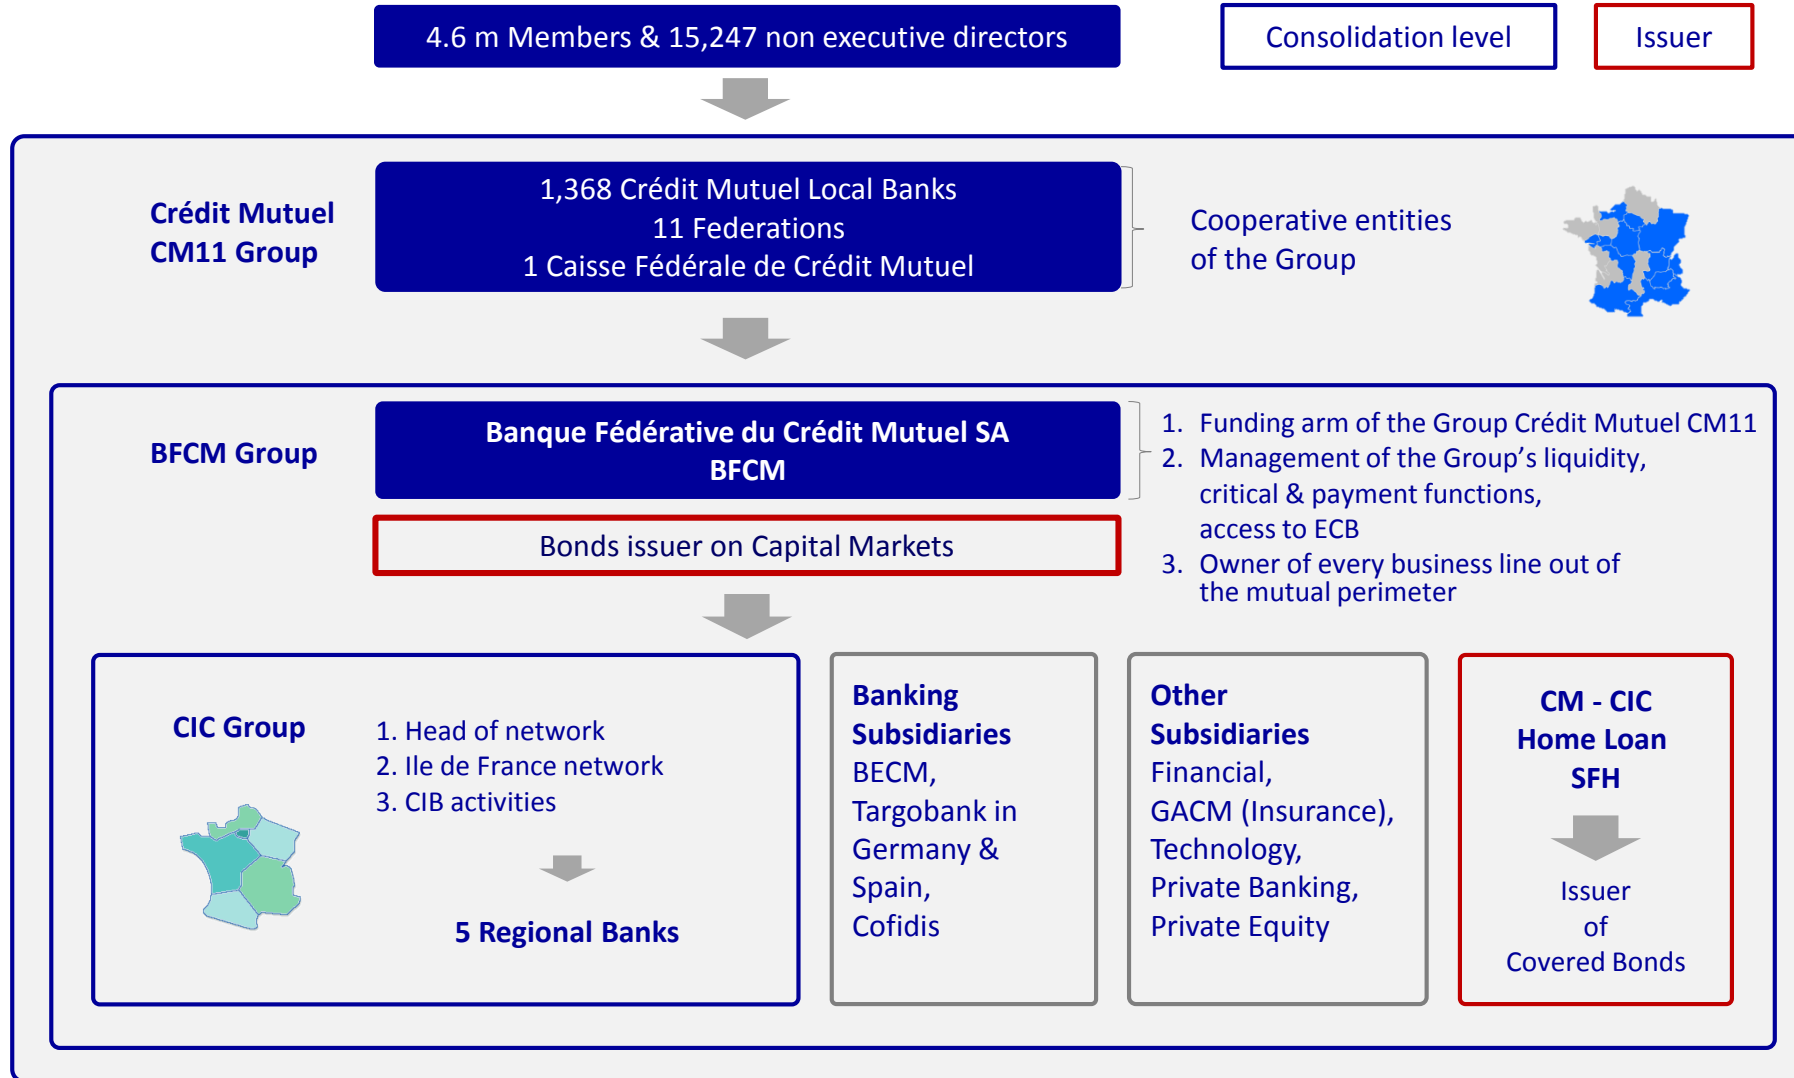 4.6 m Members & 15,247 non executive directors
Consolidation level
Issuer
Crédit Mutuel
CM11 Group
1,368 Crédit Mutuel Local Banks
11 Federations
1 Caisse Fédérale de Crédit Mutuel
Cooperative entities
of the Group
BFCM Group
Banque Fédérative du Crédit Mutuel SA
BFCM
Bonds issuer on Capital Markets
1. Funding arm of the Group Crédit Mutuel CM11
2. Management of the Group’s liquidity,
critical & payment functions,
access to ECB
3. Owner of every business line out of
the mutual perimeter
CIC Group
1. Head of network
2. Ile de France network
3. CIB activities
5 Regional Banks
Banking
Subsidiaries
BECM,
Targobank in
Germany &
Spain,
Cofidis
Other
Subsidiaries
Financial,
GACM (Insurance),
Technology,
Private Banking,
Private Equity
CM - CIC
Home Loan
SFH
Issuer
of
Covered Bonds